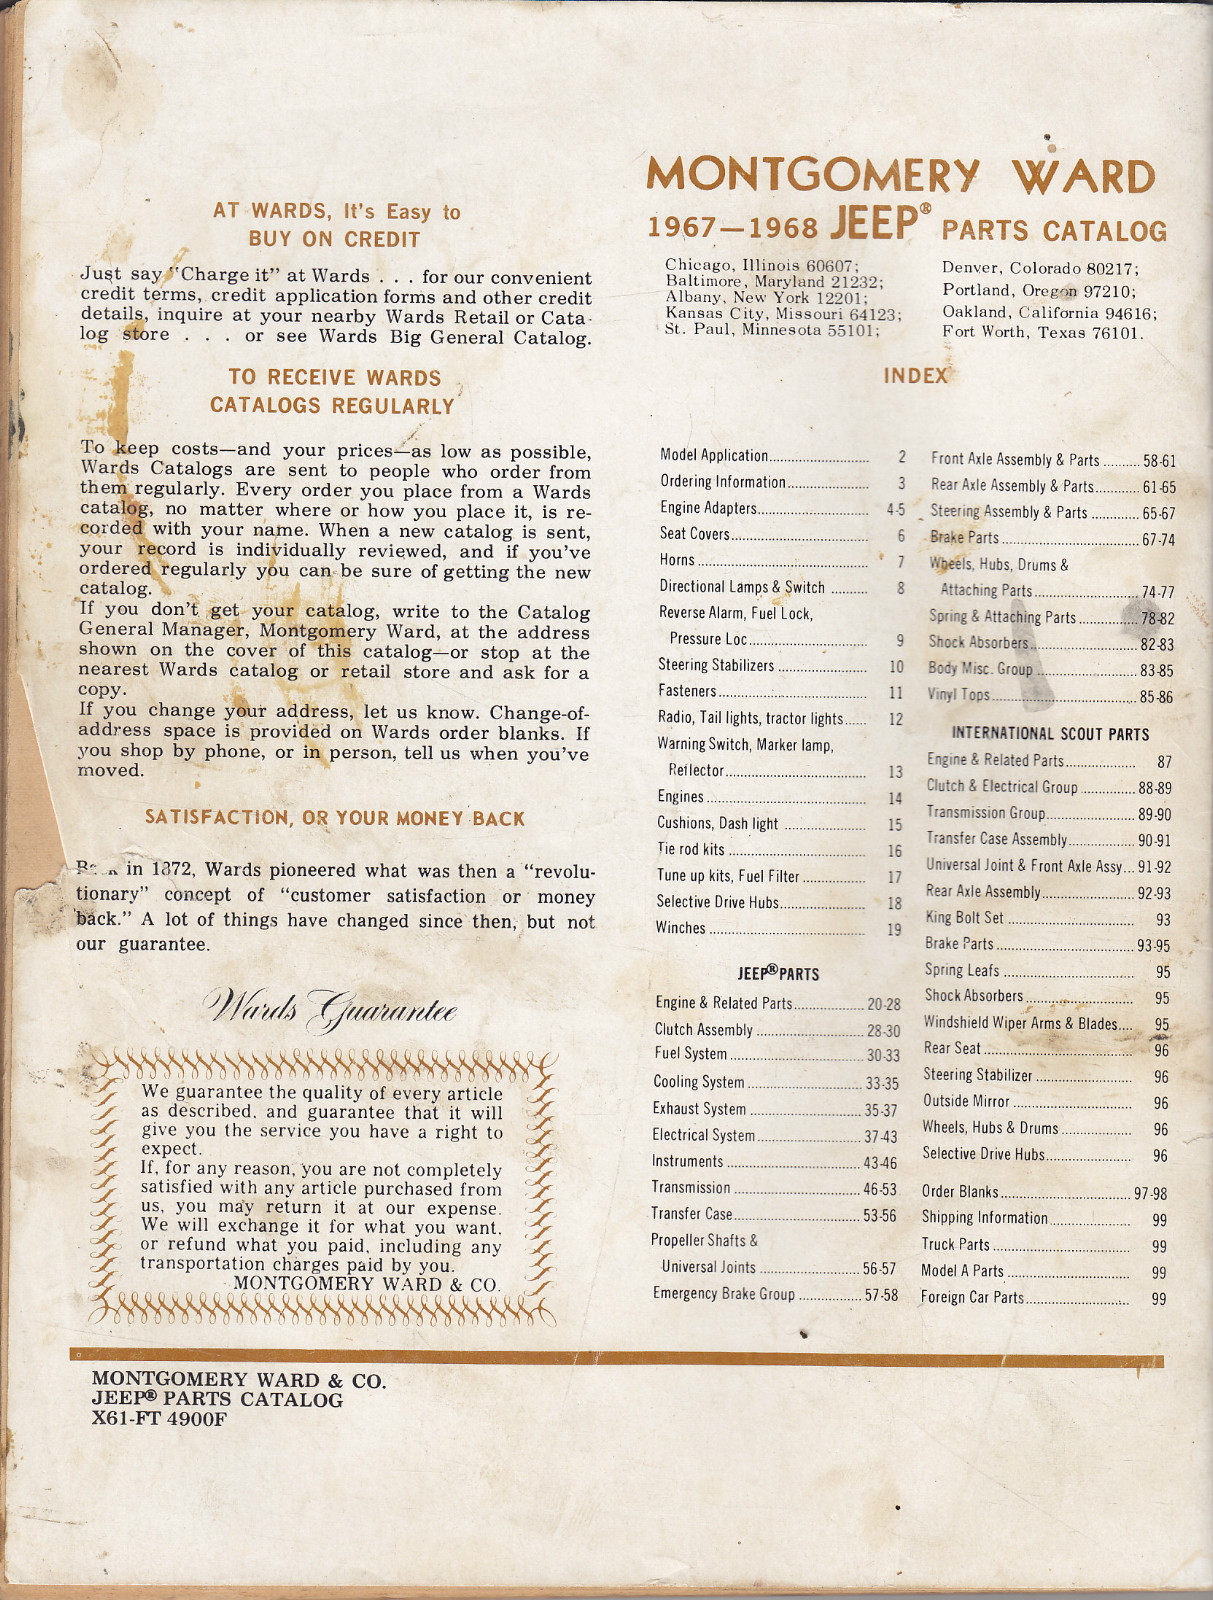 AT WARDS, It's Easy to
BUY ON CREDIT
Just say "Charge it" at Wards . . . for our convenient
credit terms, credit application forms and other credit
details, inquire at your nearby Wards Retail or Cata-
log store . . . or see Wards Big General Catalog.
TO RECEIVE WARDS
CATALOGS REGULARLY
To keep costs—and your prices—as low as possible,
Wards Catalogs are sent to people who order from
them regularly. Every order you place from a Wards
catalog, no matter where or how you place it, is re-
corded with your name. When a new catalog is sent,
your record is individually reviewed, and if you've
ordered regularly you can be sure of getting the new
catalog.
If you don't get your catalog, write to the Catalog
General Manager, Montgomery Ward, at the address
shown on the cover of this catalog—or stop at the
nearest Wards catalog or retail store and ask for a
copy.
If you change your address, let us know. Change-of-
address space is provided on Wards order blanks. If
you shop by phone, or in person, tell us when you've
moved.
SATISFACTION, OR YOUR MONEY BACK
in 1872, Wards pioneered what was then a "revolu-
tionary" concept of "customer satisfaction or money
back." A lot of things have changed since then, but not
our guarantee.
Wards Guarantee
We guarantee the quality of every article
as described, and guarantee that it will
give you the service you have a right to
expect.
If, for any reason, you are not completely
satisfied with any article purchased from
us, you may return it at our expense.
We will exchange it for what you want,
or refund what you paid, including any
transportation charges paid by you.
MONTGOMERY WARD & CO.
MONTGOMERY WARD & CO.
JEEP® PARTS CATALOG
X61-FT 4900F
MONTGOMERY WARD
1967—1968 JEEP® PARTS CATALOG
Chicago, Illinois 60607;
Baltimore, Maryland 21232;
Albany, New York 12201;
Kansas City, Missouri 64123;
St. Paul, Minnesota 55101;
Denver, Colorado 80217;
Portland, Oregon 97210;
Oakland, California 94616;
Fort Worth, Texas 76101.
INDEX
Model Application........ 2
Ordering Information........ 3
Engine Adapters........ 4-5
Seat Covers........ 6
Horns........ 7
Directional Lamps & Switch ........ 8
Reverse Alarm, Fuel Lock,
Pressure Loc........ 9
Steering Stabilizers ........ 10
Fasteners........ 11
Radio, Tail lights, tractor lights...... 12
Warning Switch, Marker lamp,
Reflector........ 13
Engines........ 14
Cushions, Dash light ........ 15
Tie rod kits ........ 16
Tune up kits, Fuel Filter........ 17
Selective Drive Hubs........ 18
Winches ........ 19
JEEP® PARTS
Engine & Related Parts........ 20-28
Clutch Assembly ........ 28-30
Fuel System ........ 30-33
Cooling System ........ 33-35
Exhaust System ........ 35-37
Electrical System........ 37-43
Instruments ........ 43-46
Transmission ........ 46-53
Transfer Case........ 53-56
Propeller Shafts &
Universal Joints ........ 56-57
Emergency Brake Group ........ 57-58
Front Axle Assembly & Parts ........ 58-61
Rear Axle Assembly & Parts........ 61-65
Steering Assembly & Parts ........ 65-67
Brake Parts ........ 67-74
Wheels, Hubs, Drums &
Attaching Parts........ 74-77
Spring & Attaching Parts ........ 78-82
Shock Absorbers........ 82-83
Body Misc. Group ........ 83-85
Vinyl Tops........ 85-86
INTERNATIONAL SCOUT PARTS
Engine & Related Parts........ 87
Clutch & Electrical Group ........ 88-89
Transmission Group........ 89-90
Transfer Case Assembly........ 90-91
Universal Joint & Front Axle Assy... 91-92
Rear Axle Assembly........ 92-93
King Bolt Set ........ 93
Brake Parts ........ 93-95
Spring Leafs ........ 95
Shock Absorbers ........ 95
Windshield Wiper Arms & Blades.... 95
Rear Seat ........ 96
Steering Stabilizer ........ 96
Outside Mirror ........ 96
Wheels, Hubs & Drums ........ 96
Selective Drive Hubs........ 96
Order Blanks........ 97-98
Shipping Information........ 99
Truck Parts ........ 99
Model A Parts ........ 99
Foreign Car Parts........ 99